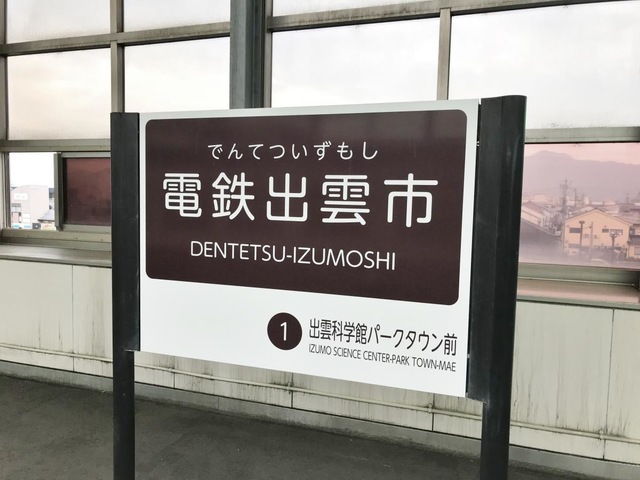 でんてついずもし
電鉄出雲市
DENTETSU-IZUMOSHI
1 出雲科学館パークタウン前
IZUMO SCIENCE CENTER-PARK TOWN-MAE